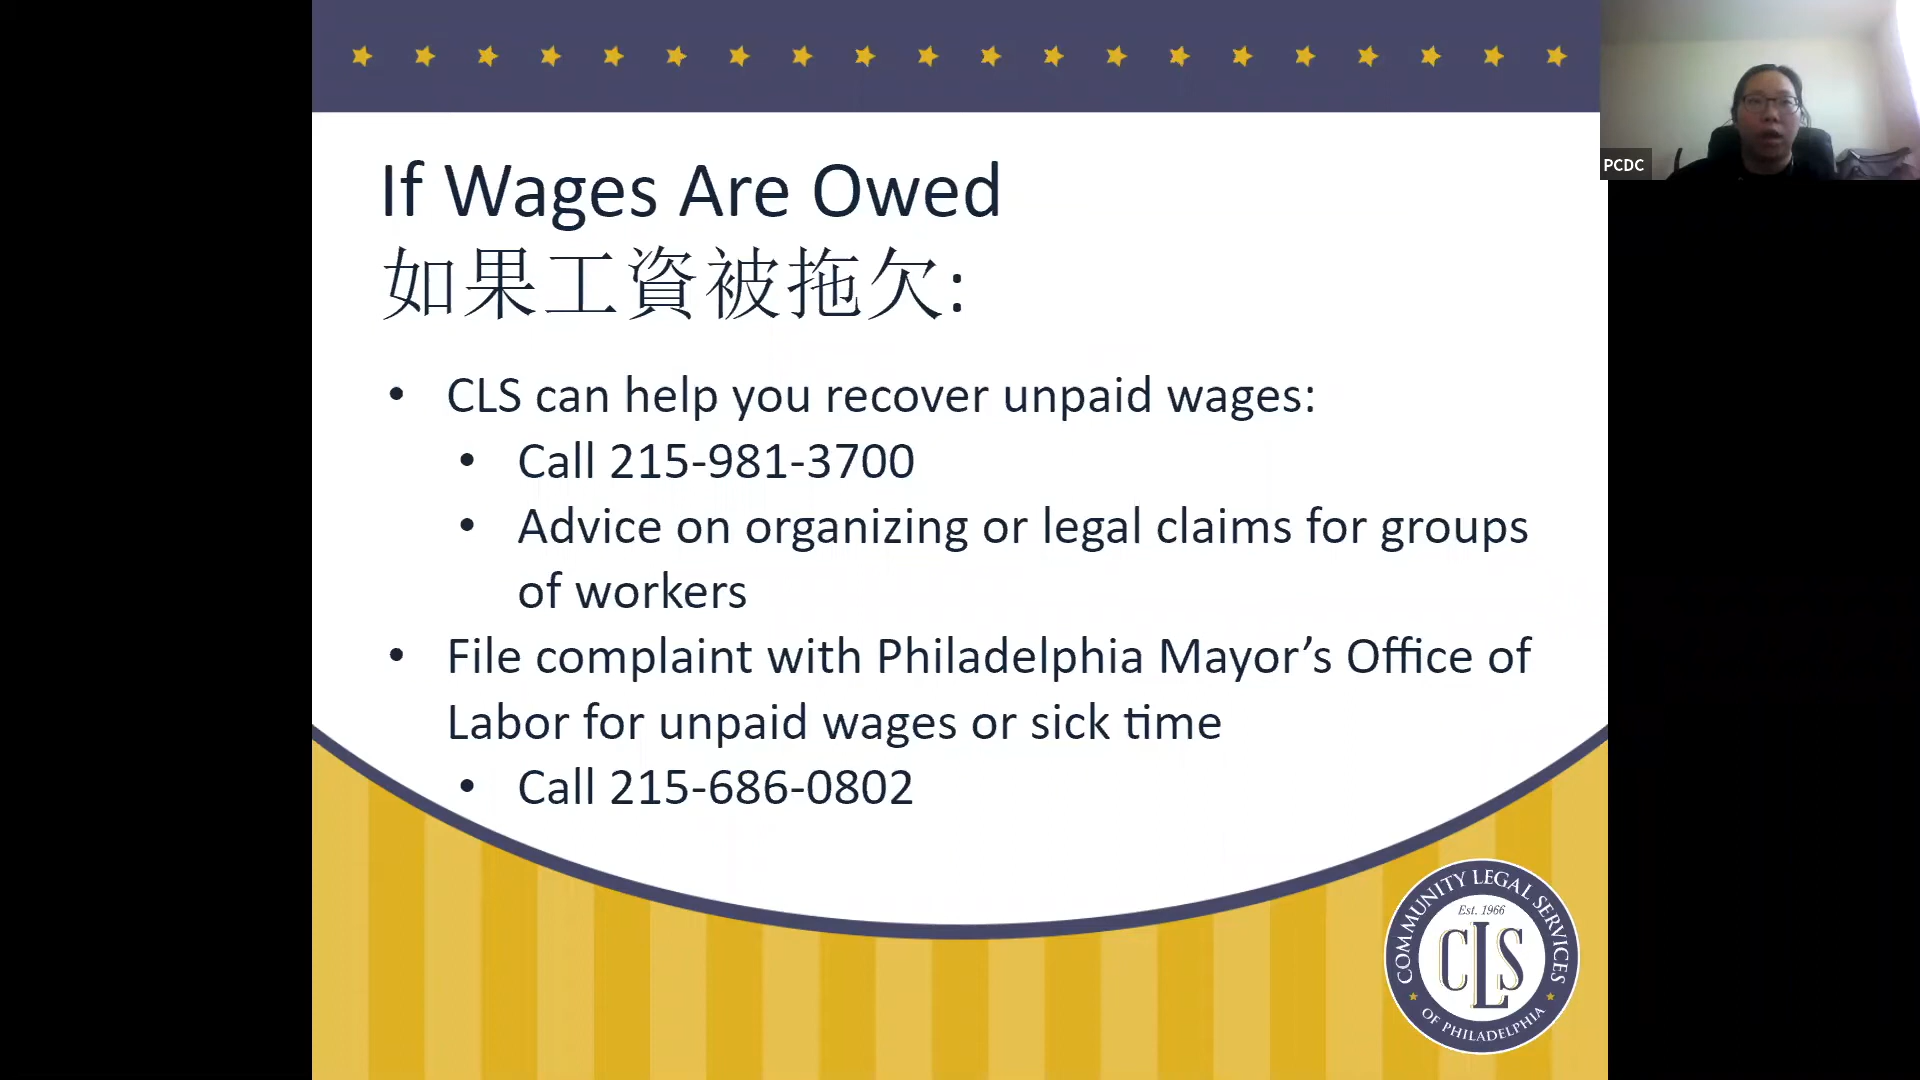 If Wages Are Owed
如果工資被拖欠:
• CLS can help you recover unpaid wages:
• Call 215-981-3700
• Advice on organizing or legal claims for groups
of workers
• File complaint with Philadelphia Mayor’s Office of
Labor for unpaid wages or sick time
• Call 215-686-0802
PCDC
COMMUNITY LEGAL SERVICES
Est. 1966
CLS
OF PHILADELPHIA